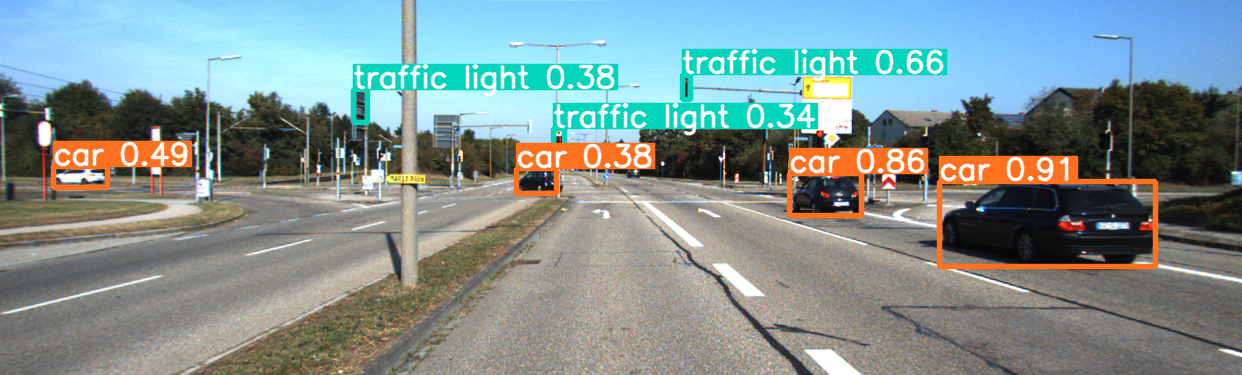 traffic light 0.66
traffic light 0.38
traffic light 0.34
car 0.49
car 0.38
car 0.86
car 0.91